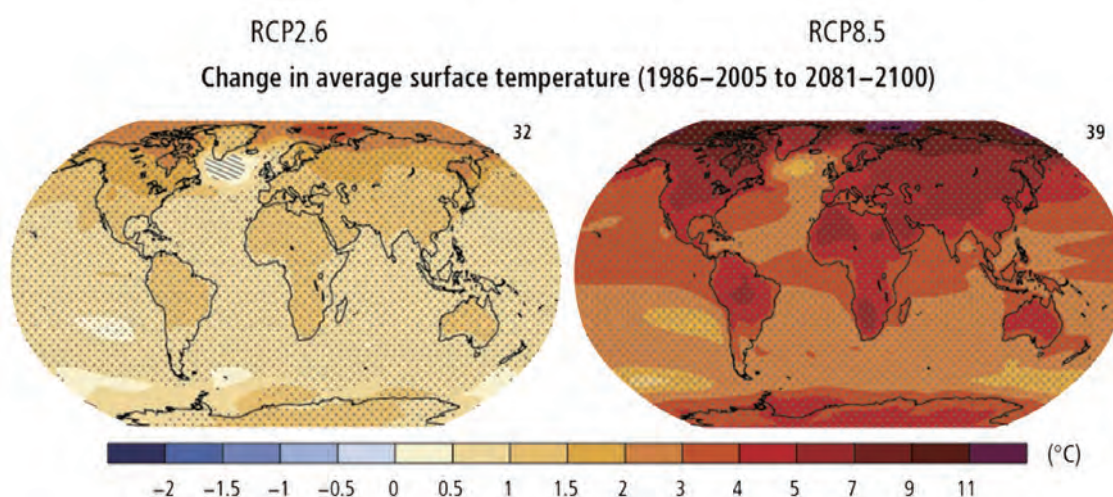 RCP2.6 RCP8.5
Change in average surface temperature (1986–2005 to 2081–2100)
32 39
(°C)
−2 −1.5 −1 −0.5 0 0.5 1 1.5 2 3 4 5 7 9 11